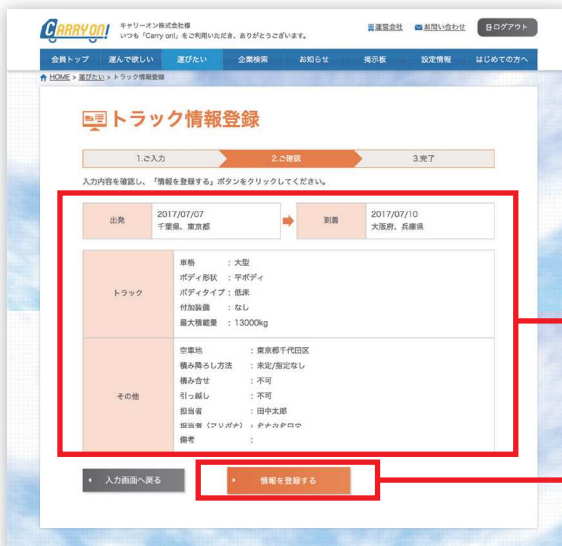 CARRYON!
キャリーオン株式会社様
いつも「Carry on!」をご利用いただき、ありがとうございます。
運営会社 お問い合わせ ログアウト
会員トップ 運んで欲しい 運びたい 企業検索 お知らせ 掲示板 設定情報 はじめての方へ
HOME > 運びたい > トラック情報登録
トラック情報登録
1.ご入力 2.ご確認 3.完了
入力内容を確認し、「情報を登録する」ボタンをクリックしてください。
出発 2017/07/07 到着 2017/07/10
千葉県、東京都 大阪府、兵庫県
トラック
車格 : 大型
ボディ形状 : 平ボディ
ボディタイプ : 低床
付加装備 : なし
最大積載量 : 13000kg
その他
空車地 : 東京都千代田区
積み降ろし方法 : 未定/指定なし
積み合せ : 不可
引っ越し : 不可
担当者 : 田中太郎
担当者(フリガナ) :
備考 :
入力画面へ戻る 情報を登録する